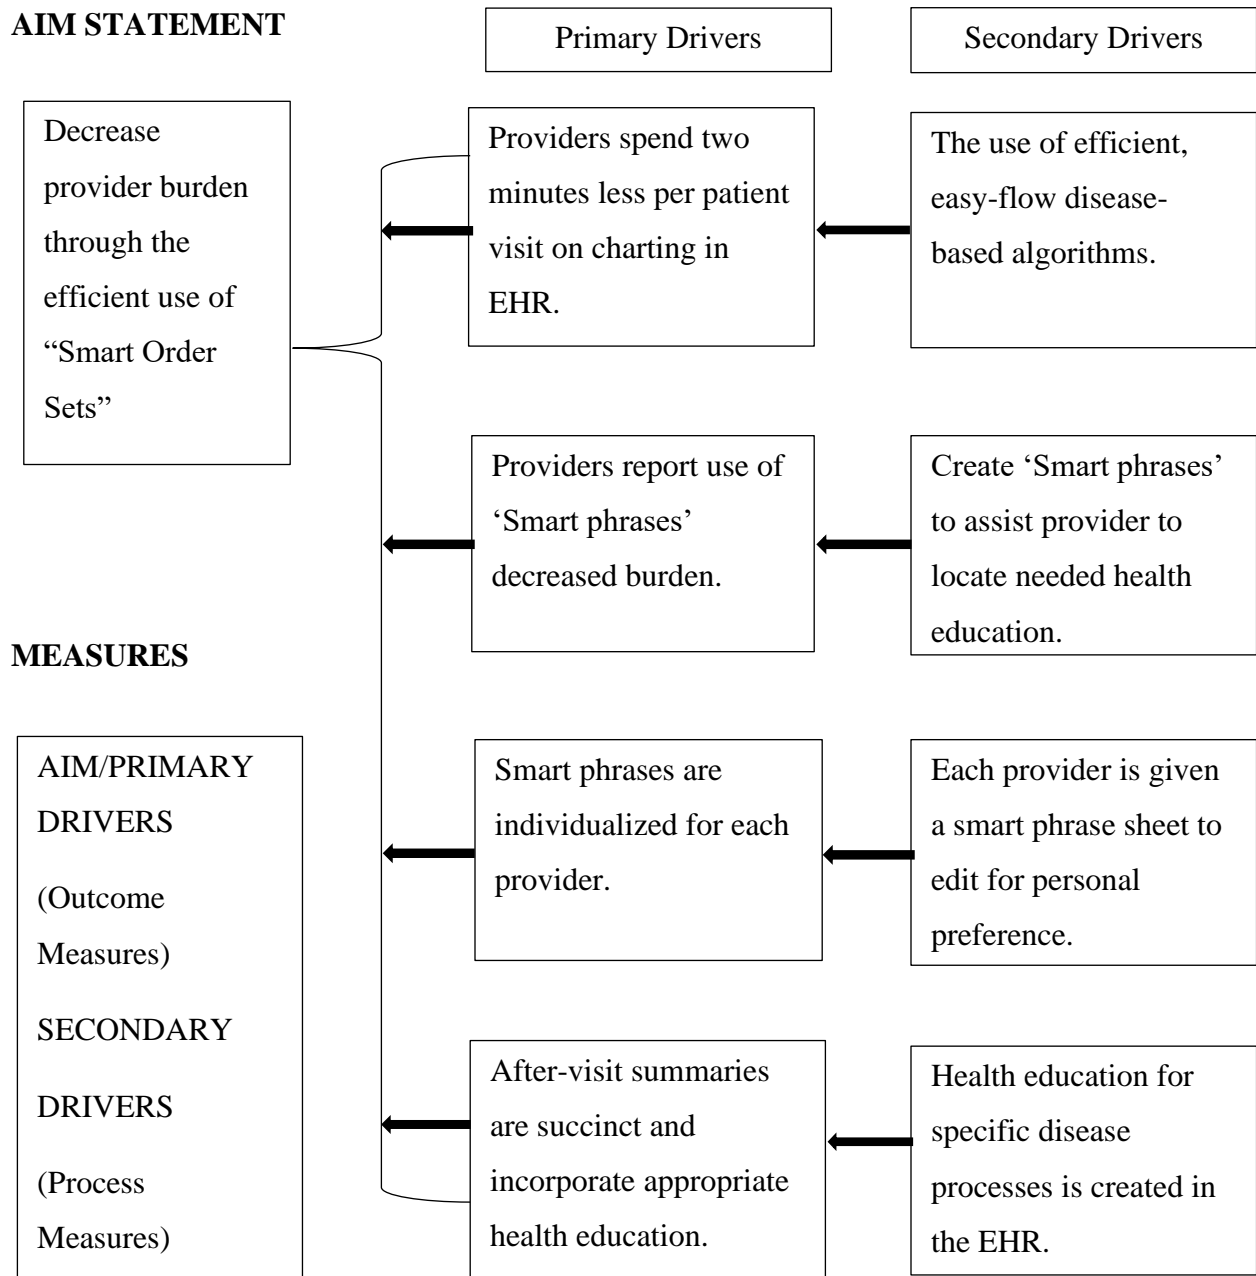 AIM STATEMENT
Primary Drivers
Secondary Drivers
Decrease
provider burden
through the
efficient use of
“Smart Order
Sets”
Providers spend two
minutes less per patient
visit on charting in
EHR.
The use of efficient,
easy-flow disease-
based algorithms.
Providers report use of
‘Smart phrases’
decreased burden.
Create ‘Smart phrases’
to assist provider to
locate needed health
education.
MEASURES
AIM/PRIMARY
DRIVERS
(Outcome
Measures)
SECONDARY
DRIVERS
(Process
Measures)
Smart phrases are
individualized for each
provider.
Each provider is given
a smart phrase sheet to
edit for personal
preference.
After-visit summaries
are succinct and
incorporate appropriate
health education.
Health education for
specific disease
processes is created in
the EHR.